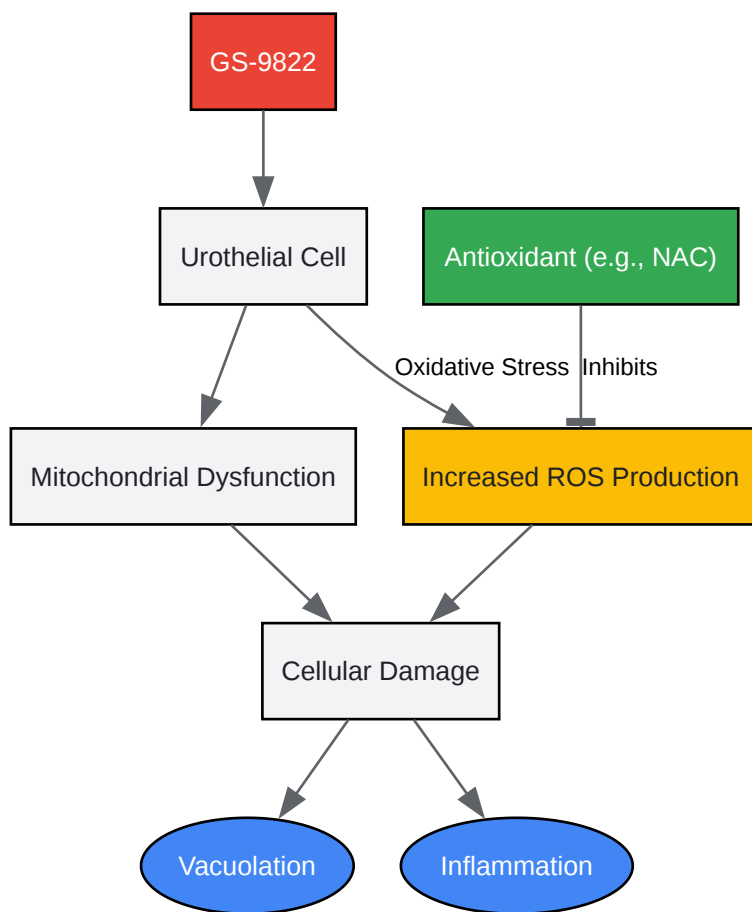 GS-9822
Urothelial Cell
Antioxidant (e.g., NAC)
Oxidative Stress
Inhibits
Mitochondrial Dysfunction
Increased ROS Production
Cellular Damage
Vacuolation
Inflammation